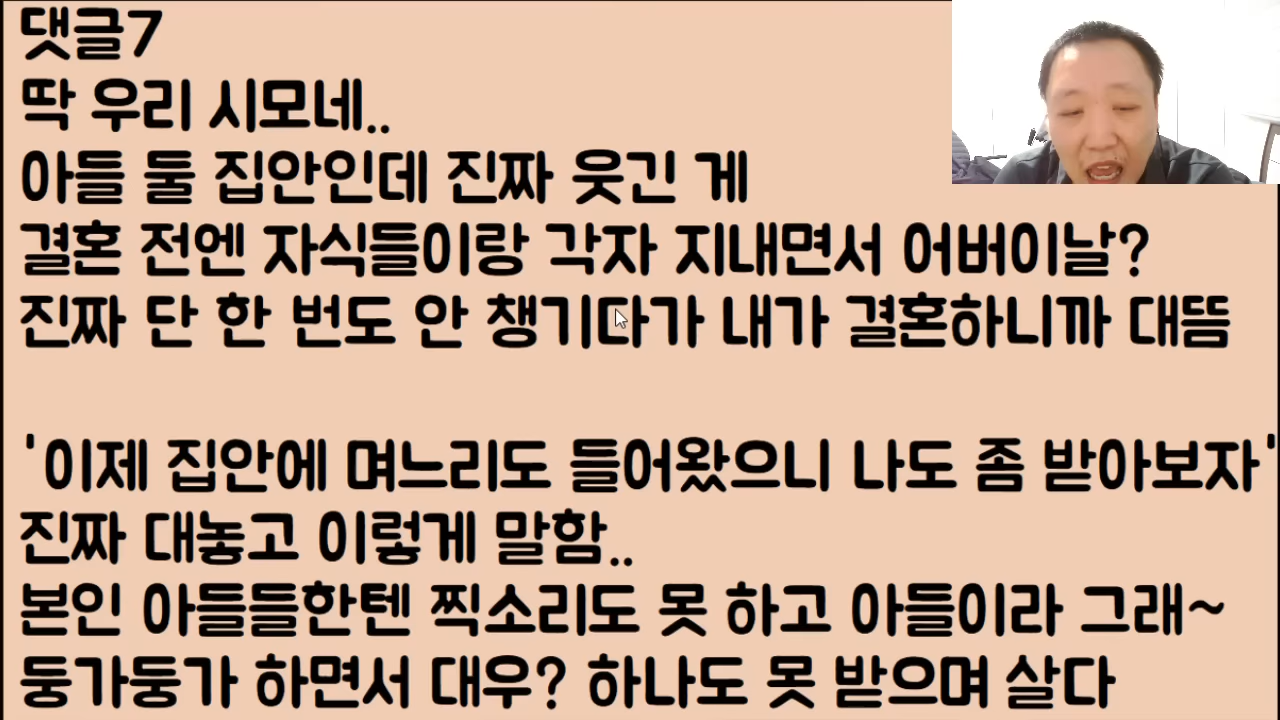 댓글7
딱 우리 시모네..
아들 둘 집안인데 진짜 웃긴 게
결혼 전엔 자식들이랑 각자 지내면서 어버이날?
진짜 단 한 번도 안 챙기다가 내가 결혼하니까 대뜸
'이제 집안에 며느리도 들어왔으니 나도 좀 받아보자'
진짜 대놓고 이렇게 말함..
본인 아들들한텐 찍소리도 못 하고 아들이라 그래~
둥가둥가 하면서 대우? 하나도 못 받으며 살다